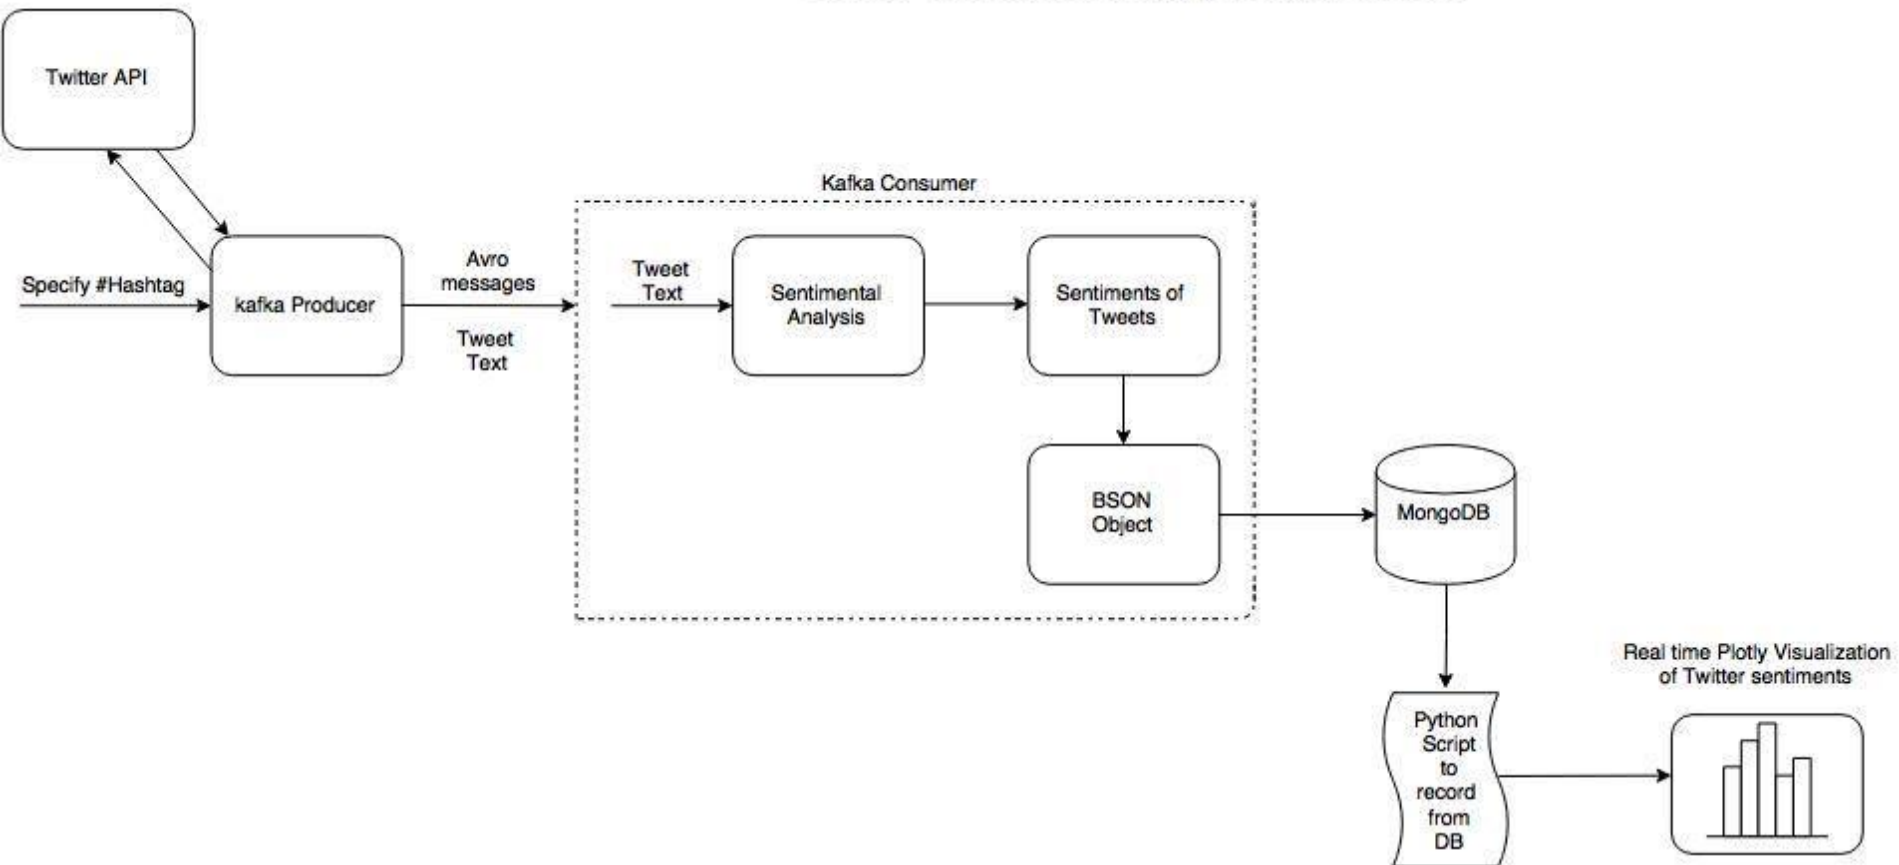 Twitter API
Kafka Consumer
Specify #Hashtag
kafka Producer
Avro
messages
Tweet
Text
Tweet
Text
Sentimental
Analysis
Sentiments of
Tweets
BSON
Object
MongoDB
Python
Script
to
record
from
DB
Real time Plotly Visualization
of Twitter sentiments